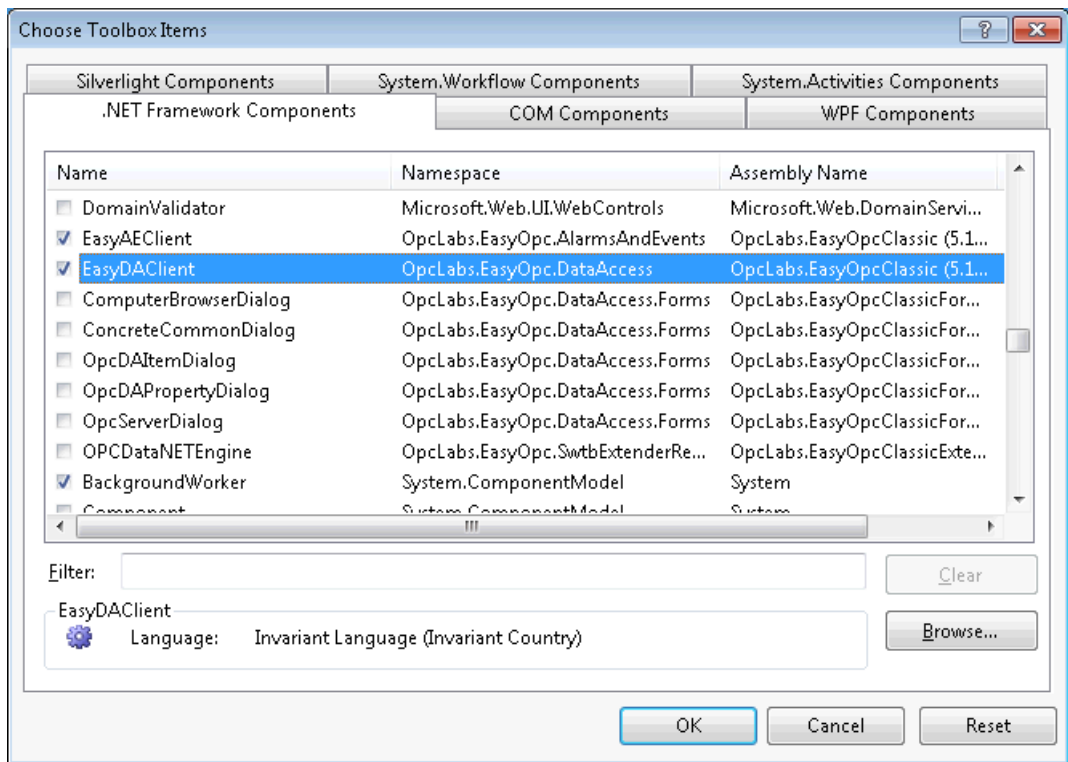 Choose Toolbox Items
Silverlight Components System.Workflow Components System.Activities Components
.NET Framework Components COM Components WPF Components
Name Namespace Assembly Name
DomainValidator Microsoft.Web.UI.WebControls Microsoft.Web.DomainServi...
EasyAEClient OpcLabs.EasyOpc.AlarmsAndEvents OpcLabs.EasyOpcClassic (5.1...
EasyDAClient OpcLabs.EasyOpc.DataAccess OpcLabs.EasyOpcClassic (5.1...
ComputerBrowserDialog OpcLabs.EasyOpc.DataAccess.Forms OpcLabs.EasyOpcClassicFor...
ConcreteCommonDialog OpcLabs.EasyOpc.DataAccess.Forms OpcLabs.EasyOpcClassicFor...
OpcDAItemDialog OpcLabs.EasyOpc.DataAccess.Forms OpcLabs.EasyOpcClassicFor...
OpcDAPropertyDialog OpcLabs.EasyOpc.DataAccess.Forms OpcLabs.EasyOpcClassicFor...
OpcServerDialog OpcLabs.EasyOpc.DataAccess.Forms OpcLabs.EasyOpcClassicFor...
OPCDataNETEngine OpcLabs.EasyOpc.SwtbExtenderRe... OpcLabs.EasyOpcClassicExte...
BackgroundWorker System.ComponentModel System
Component System.ComponentModel System
Filter: Clear
EasyDAClient
Language: Invariant Language (Invariant Country) Browse...
OK Cancel Reset